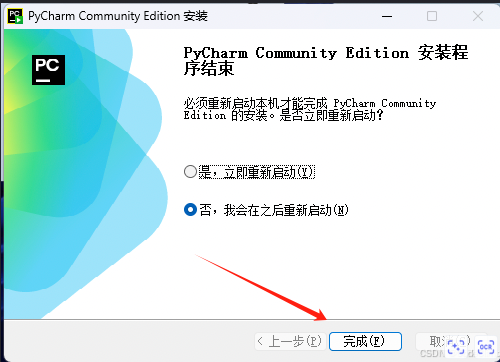 PyCharm Community Edition 安装
PC
PyCharm Community Edition 安装程
序结束
必须重新启动本机才能完成 PyCharm Community
Edition 的安装。是否立即重新启动?
是，立即重新启动(Y)
否，我会在之后重新启动(N)
< 上一步(P)
完成(F)
取
CSDN
OCR